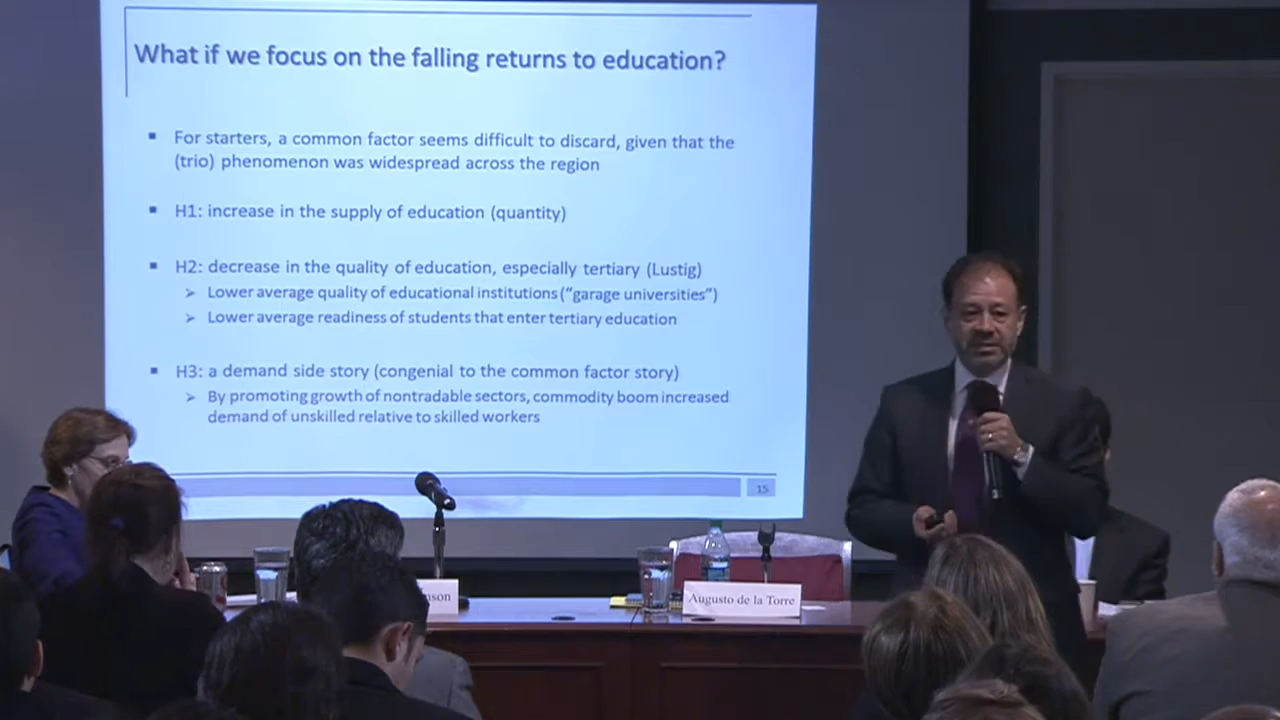 What if we focus on the falling returns to education?
▪ For starters, a common factor seems difficult to discard, given that the
(trio) phenomenon was widespread across the region
▪ H1: increase in the supply of education (quantity)
▪ H2: decrease in the quality of education, especially tertiary (Lustig)
➢ Lower average quality of educational institutions (“garage universities”)
➢ Lower average readiness of students that enter tertiary education
▪ H3: a demand side story (congenial to the common factor story)
➢ By promoting growth of nontradable sectors, commodity boom increased
demand of unskilled relative to skilled workers
15
nson
Augusto de la Torre